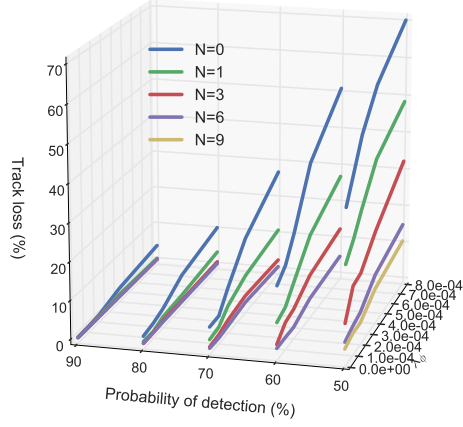 N=0
N=1
N=3
N=6
N=9
70
60
50
40
30
20
10
0
Track loss (%)
90
80
70
60
50
Probability of detection (%)
8.0e-04
7.0e-04
6.0e-04
5.0e-04
4.0e-04
3.0e-04
2.0e-04
1.0e-04
0.0e+00